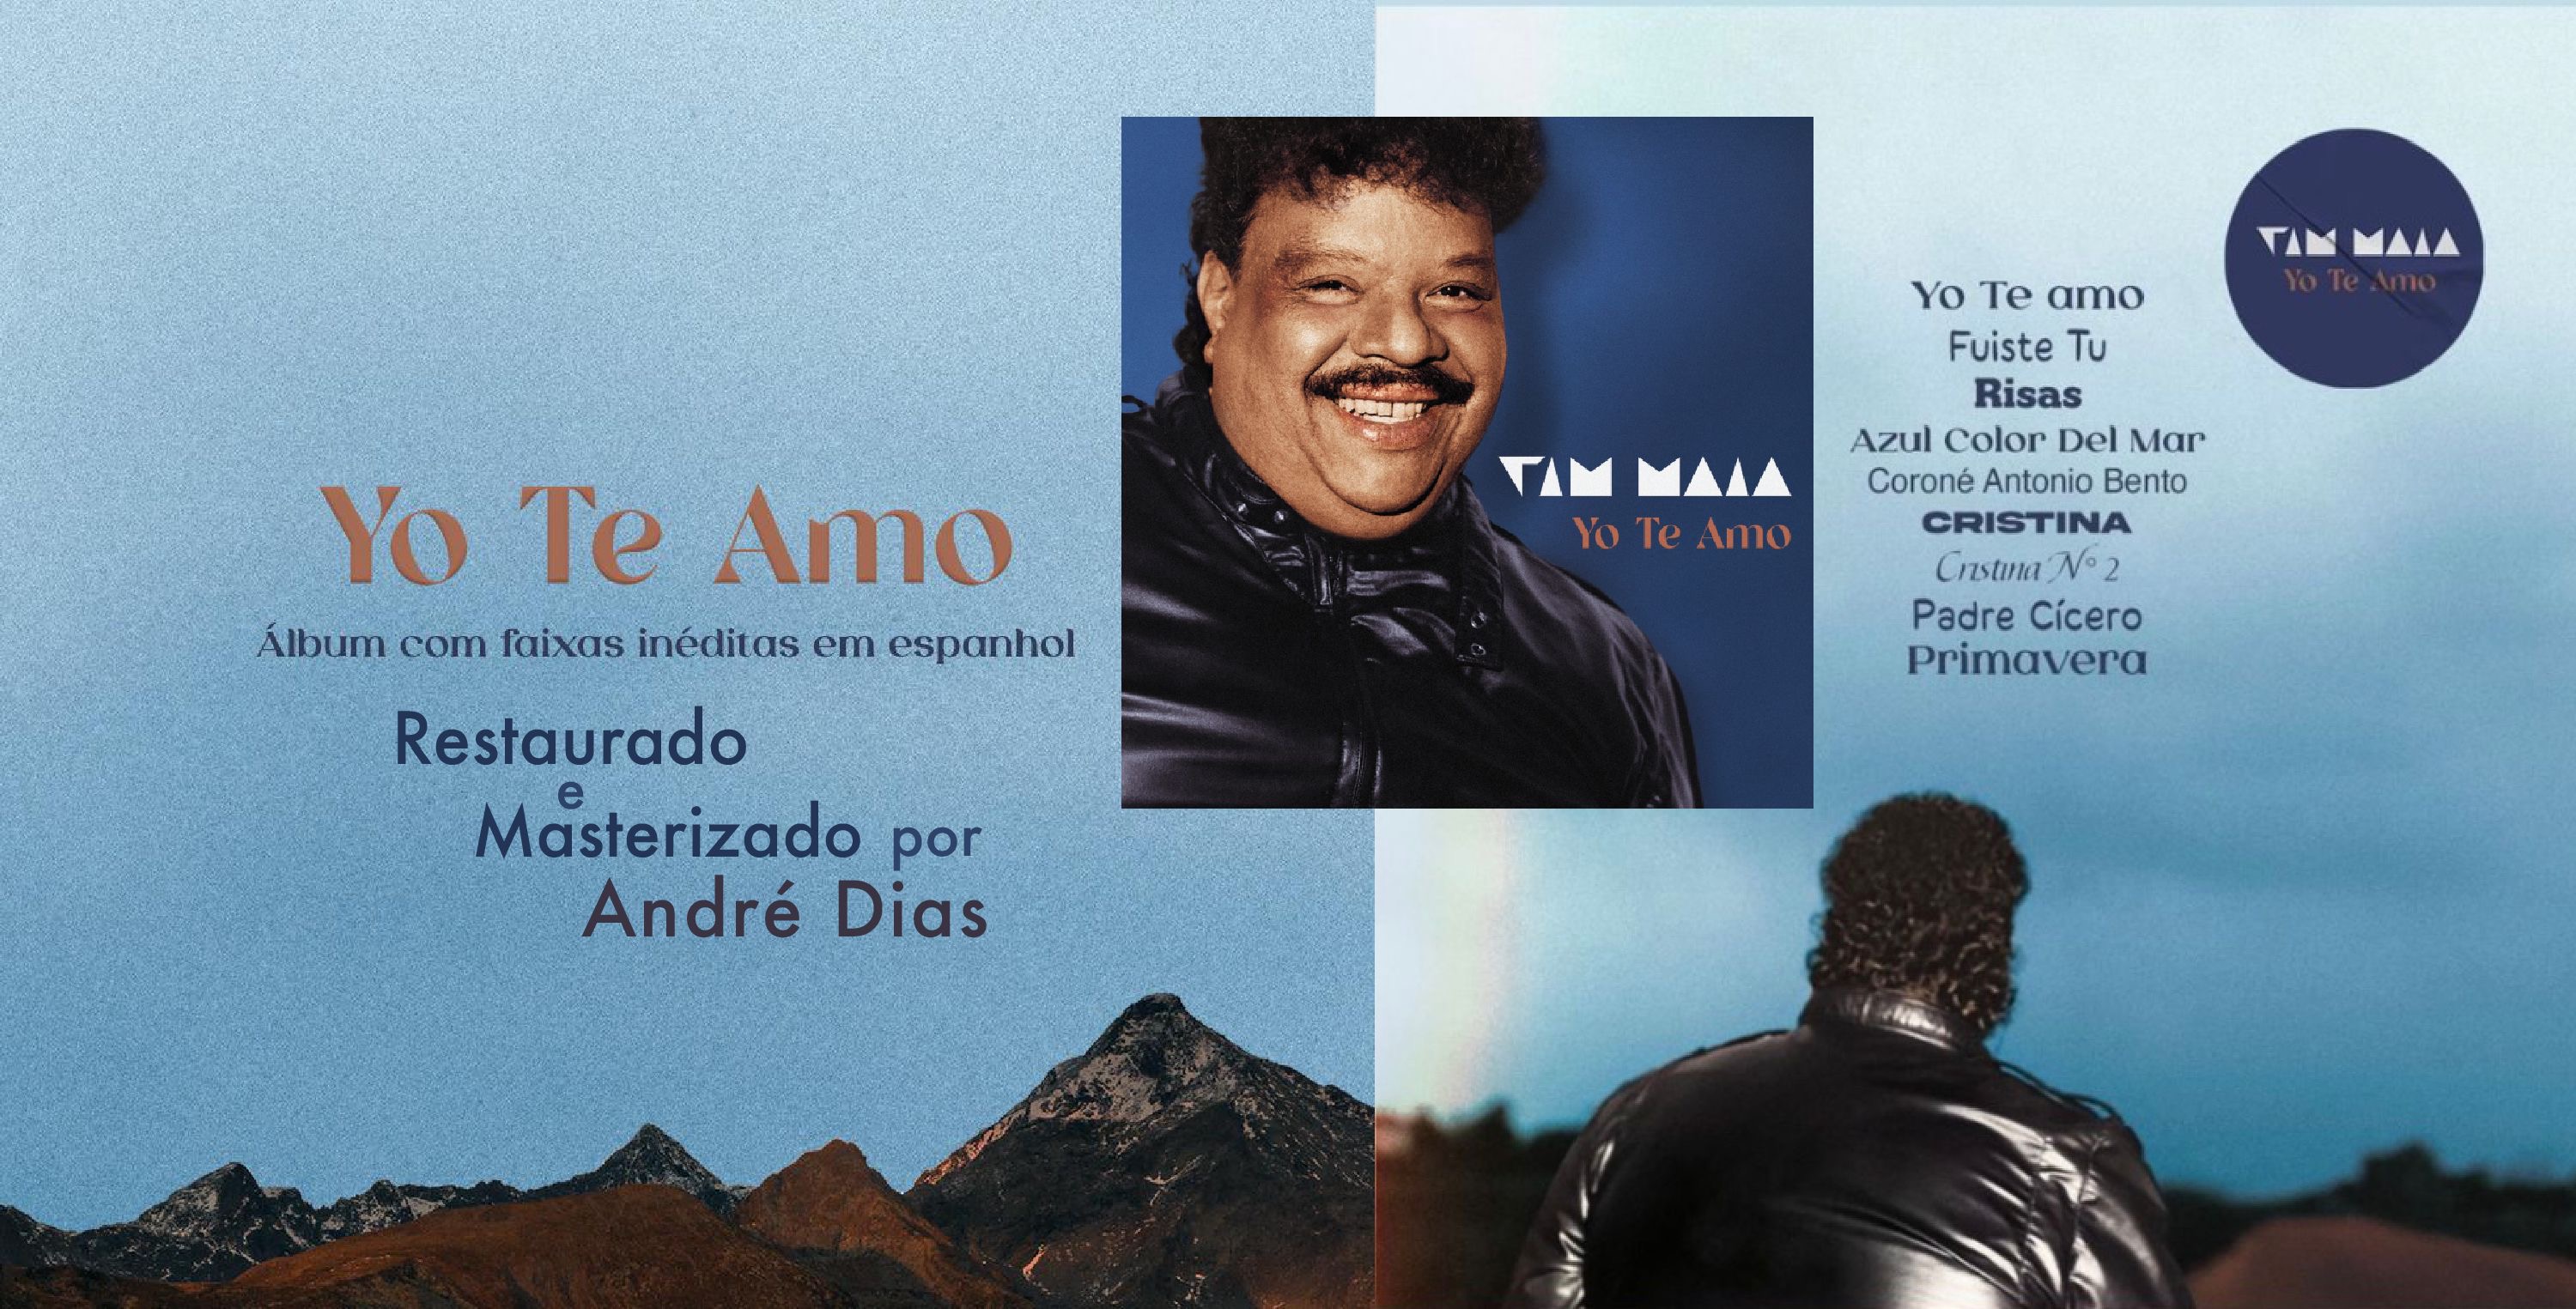 Yo Te Amo
Álbum com faixas inéditas em espanhol
Restaurado
e
Masterizado por
André Dias
TIM MAIA
Yo Te Amo
Yo Te amo
Fuiste Tu
Risas
Azul Color Del Mar
Coroné Antonio Bento
CRISTINA
Cristina Nº 2
Padre Cícero
Primavera
TIM MAIA
Yo Te Amo